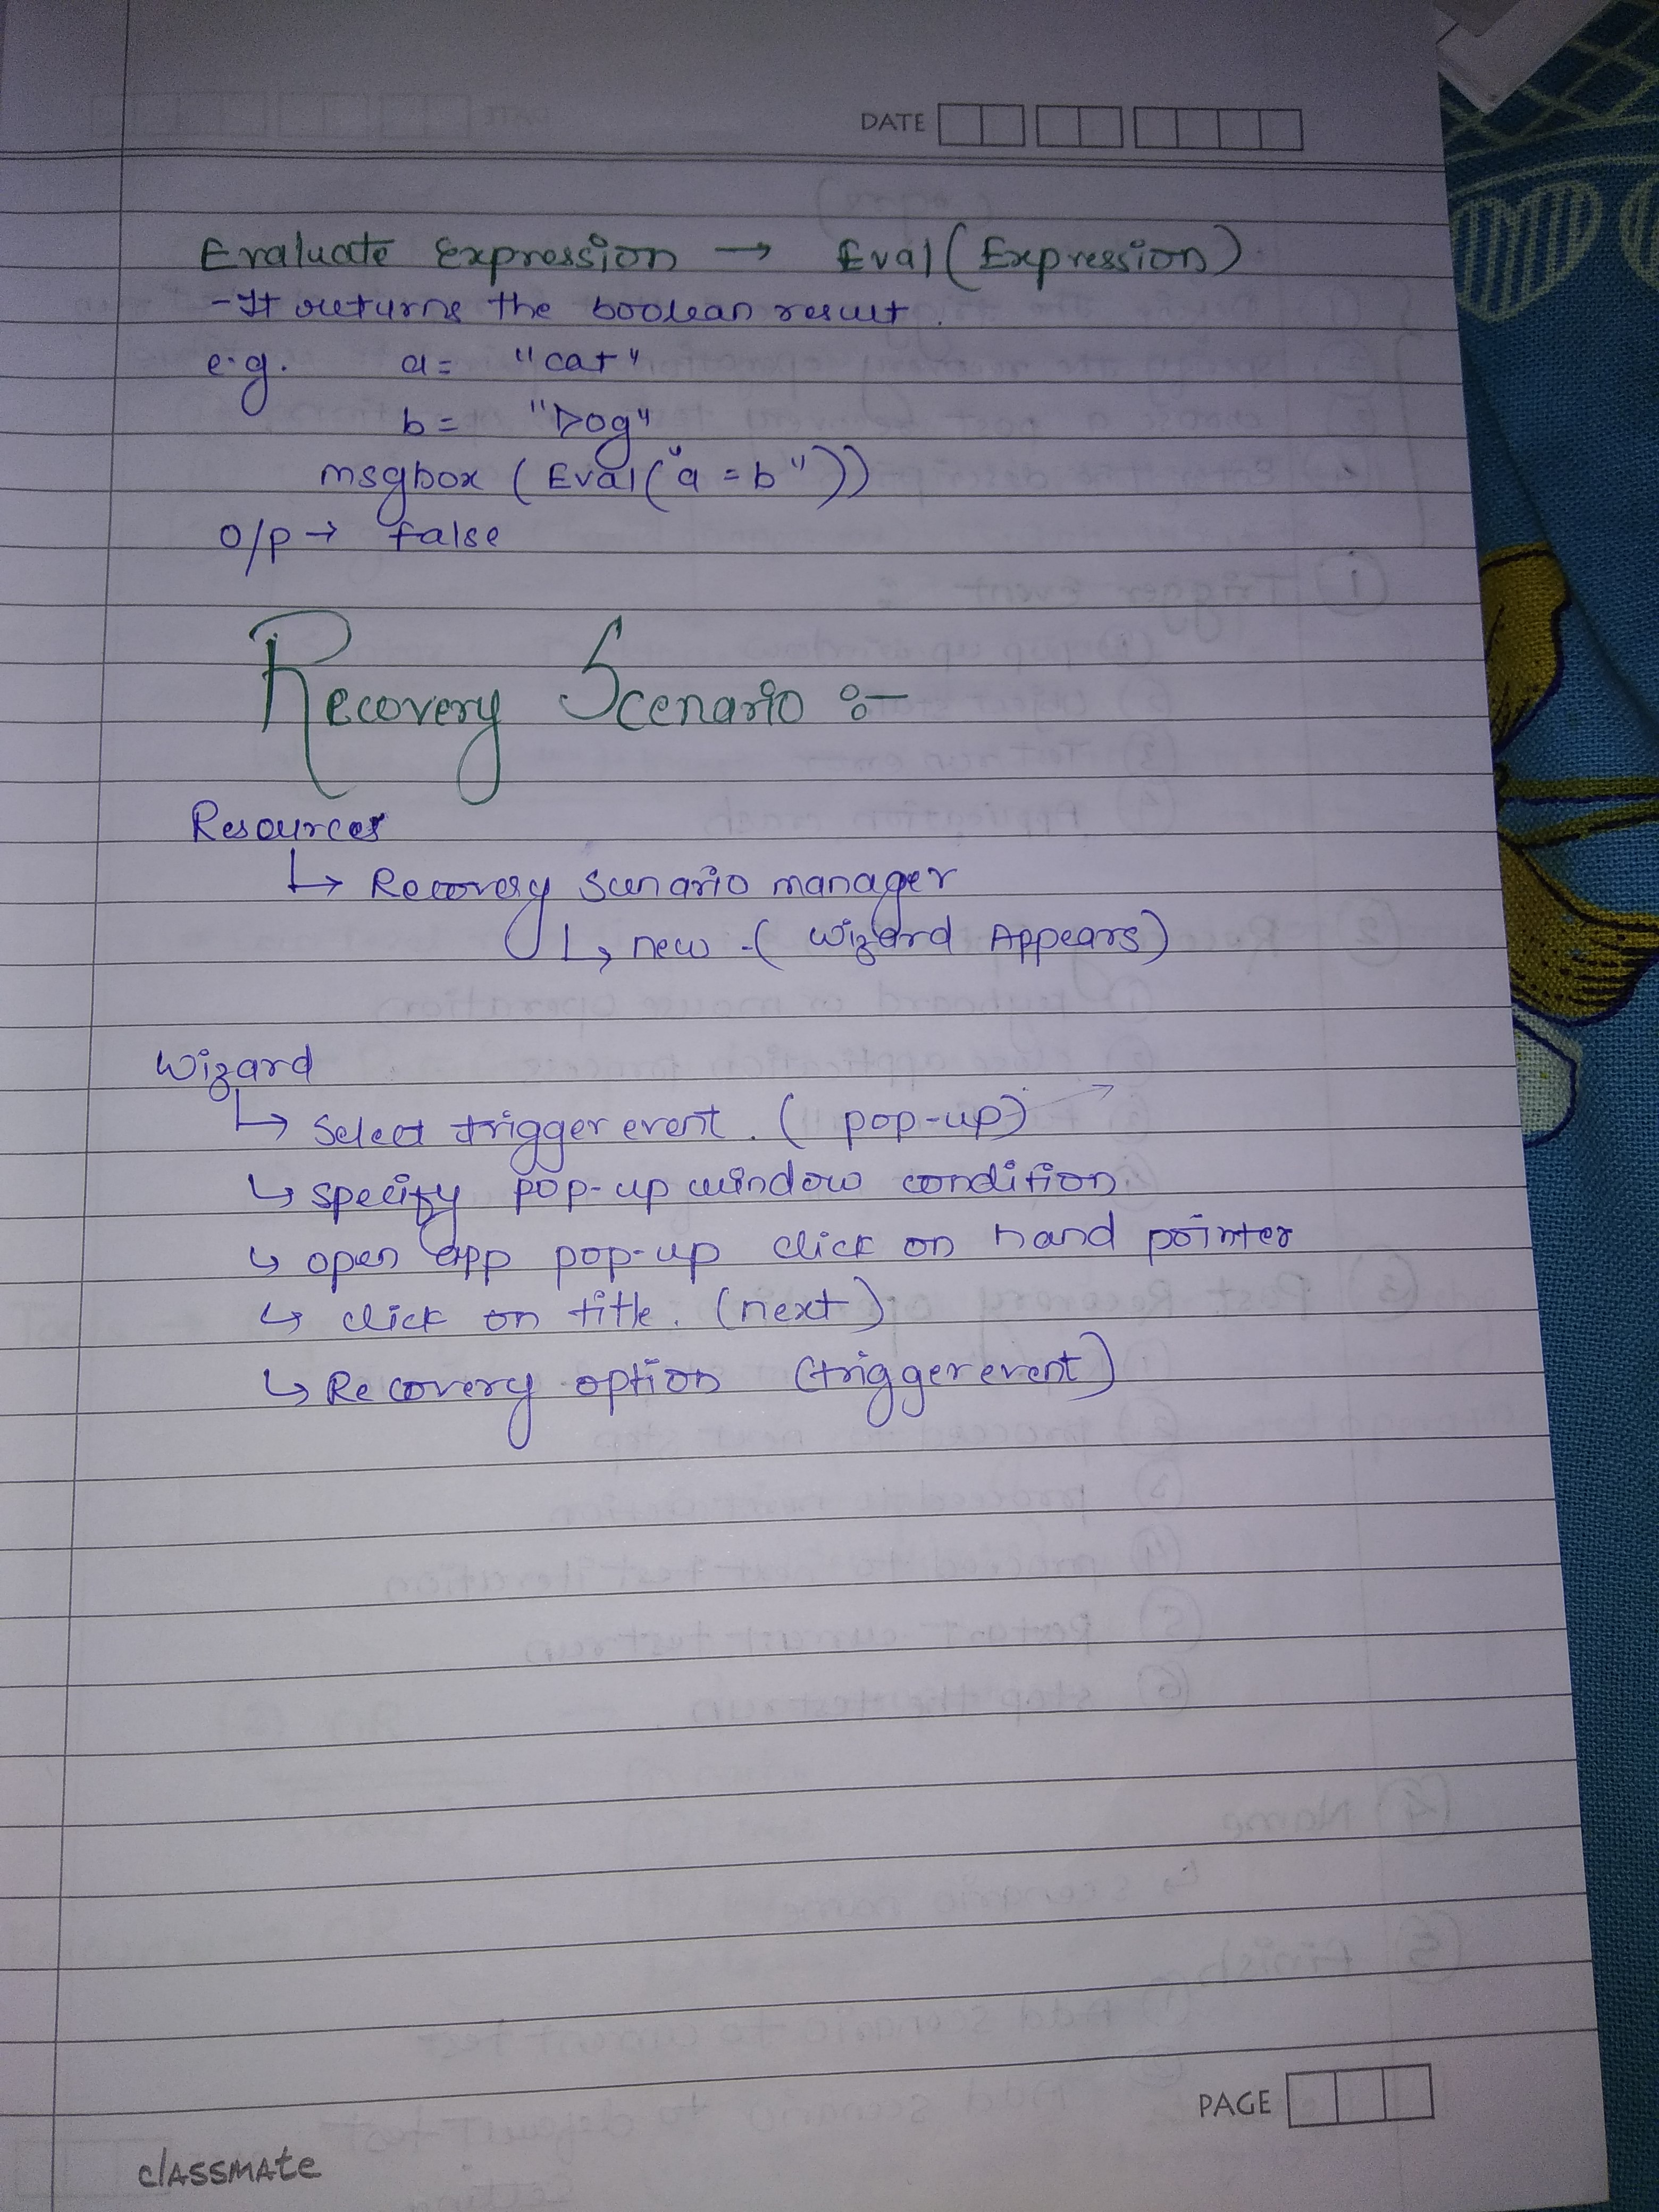 DATE
Evaluate Expression → Eval (Expression)
- It returns the boolean result.
e.g. a = "cat"
b = "Dog"
msgbox (Eval("a = b"))
o/p → false
Recovery Scenario :-
Resources
↳ Recovery scenario manager
↳ new - ( wizard Appears)
Wizard
↳ Select trigger event. ( pop-up) →
↳ specify pop-up window condition
↳ open app pop-up click on hand pointer
↳ click on title. (next)
↳ Recovery option (trigger event)
PAGE
classmate